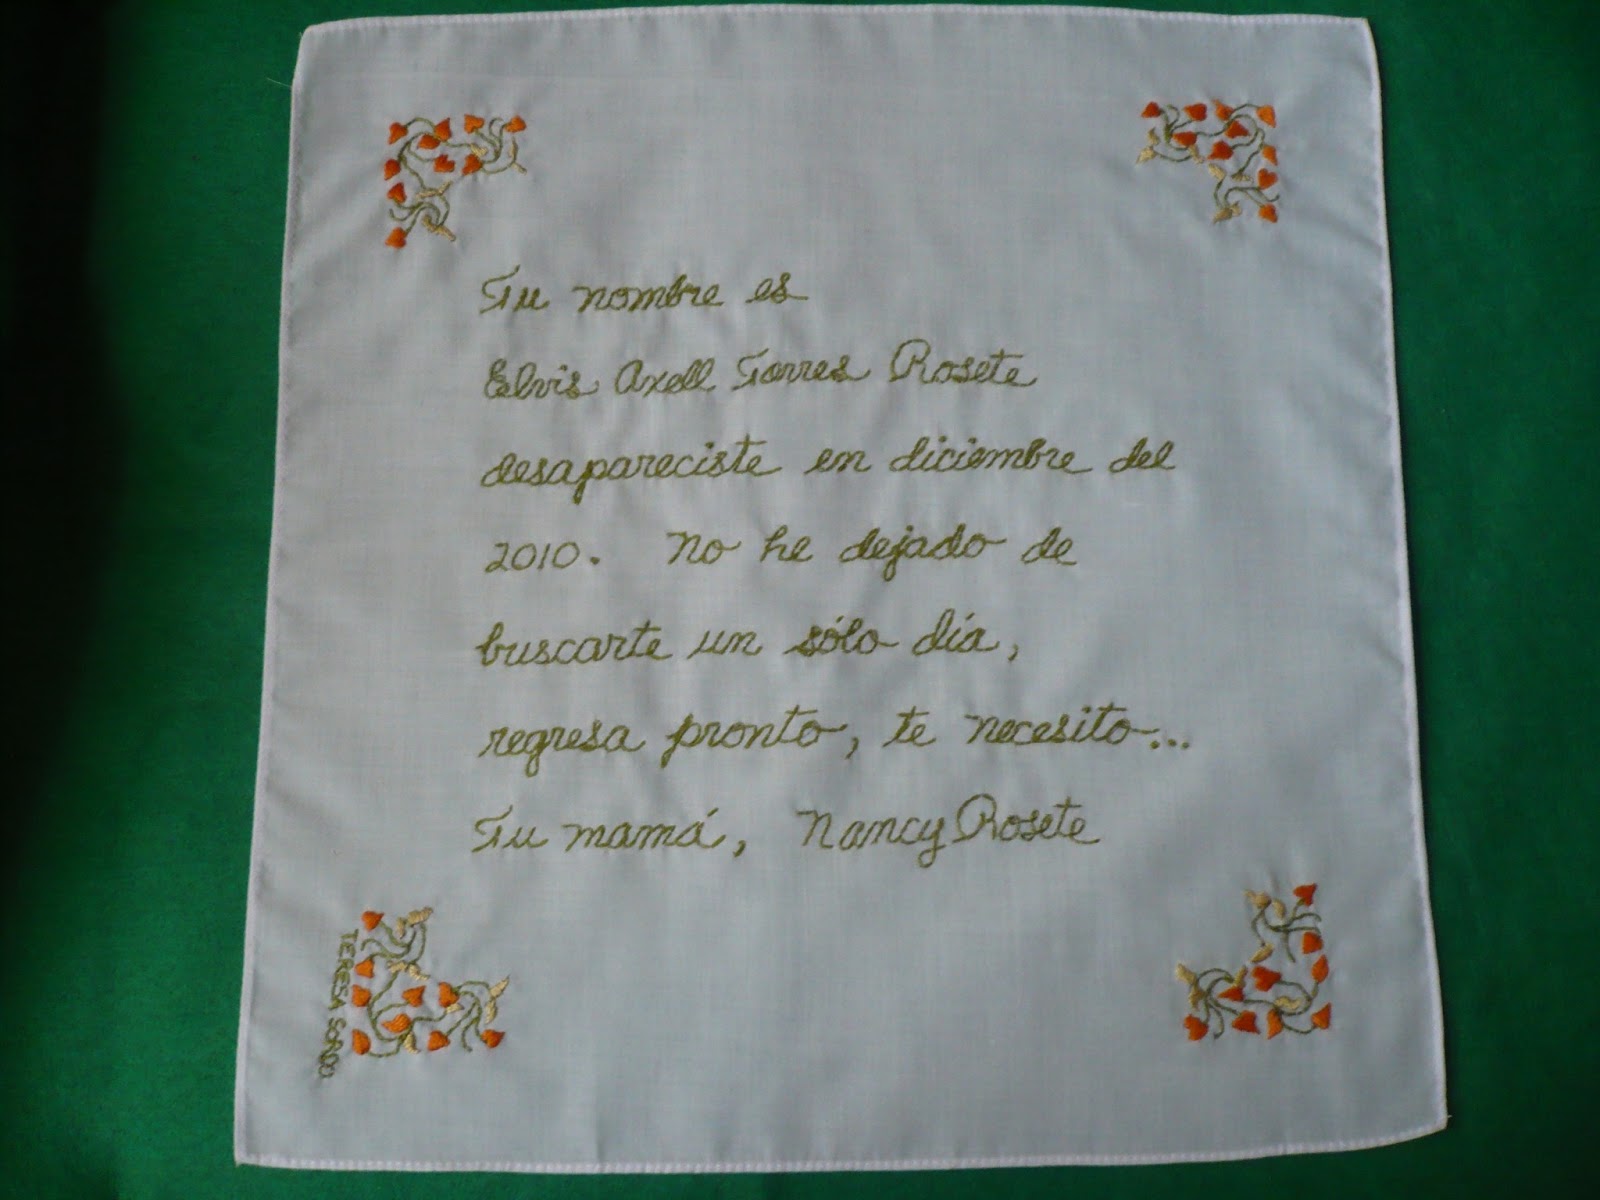 Tu nombre es
Elvis Axell Torres Rosete
desapareciste en diciembre del
2010. No he dejado de
buscarte un sólo día,
regresa pronto, te necesito...
Tu mamá, Nancy Rosete
TERESA